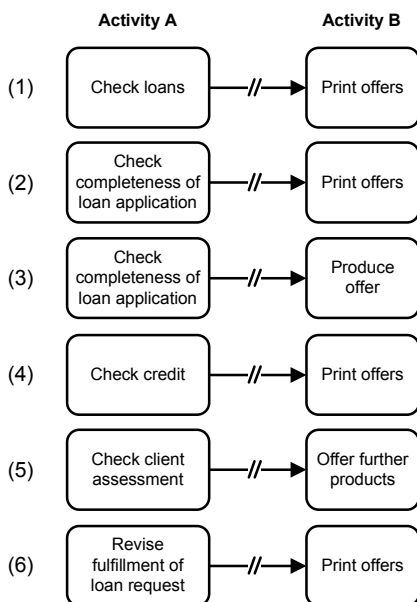 Activity A Activity B
(1) Check loans Print offers
(2) Check
completeness of
loan application
Print offers
(3) Check
completeness of
loan application
Produce
offer
(4) Check credit Print offers
(5) Check client
assessment
Offer further
products
(6) Revise
fulfillment of
loan request
Print offers